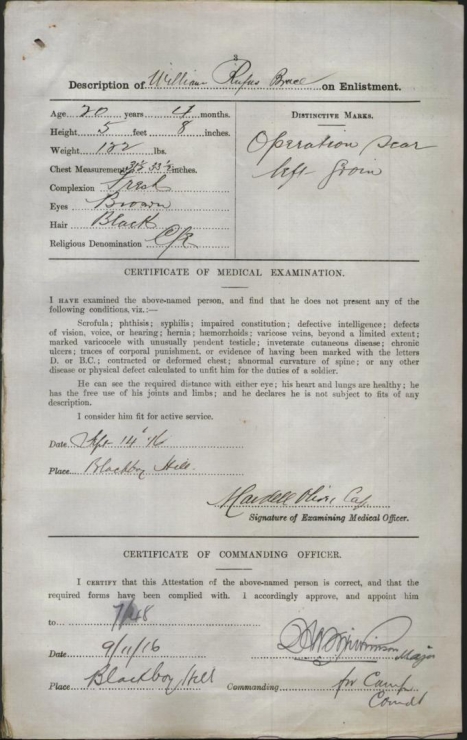 3
Description of William Rufus on Enlistment.
Age 20 years 4 months.
Height 5 feet 8 inches.
Weight 122 lbs.
Chest Measurement inches.
Complexion Fresh
Eyes Brown
Hair Black
Religious Denomination C/E
Distinctive Marks.
Operation scar
left groin
CERTIFICATE OF MEDICAL EXAMINATION.
I HAVE examined the above-named person, and find that he does not present any of the
following conditions, viz.:—
Scrofula; phthisis; syphilis; impaired constitution; defective intelligence; defects
of vision, voice, or hearing; hernia; hæmorrhoids; varicose veins, beyond a limited extent;
marked varicocele with unusually pendent testicle; inveterate cutaneous disease; chronic
ulcers; traces of corporal punishment, or evidence of having been marked with the letters
D. or B.C.; contracted or deformed chest; abnormal curvature of spine; or any other
disease or physical defect calculated to unfit him for the duties of a soldier.
He can see the required distance with either eye; his heart and lungs are healthy; he
has the free use of his joints and limbs; and he declares he is not subject to fits of any
description.
I consider him fit for active service.
Date Sept 14 16
Place Blackboy Hill.
Capt
Signature of Examining Medical Officer.
CERTIFICATE OF COMMANDING OFFICER.
I CERTIFY that this Attestation of the above-named person is correct, and that the
required forms have been complied with. I accordingly approve, and appoint him
to 7/48
Date 9/11/16
Major
Place Blackboy Hill Commanding for Camp
Comdt